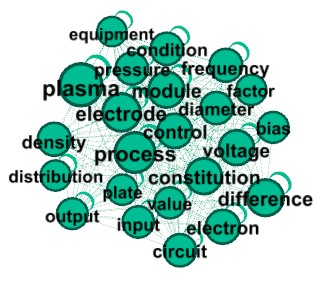 equipment
condition
pressure
frequency
plasma
module
factor
electrode
diameter
control
bias
density
process
voltage
distribution
constitution
plate
value
difference
output
input
electron
circuit